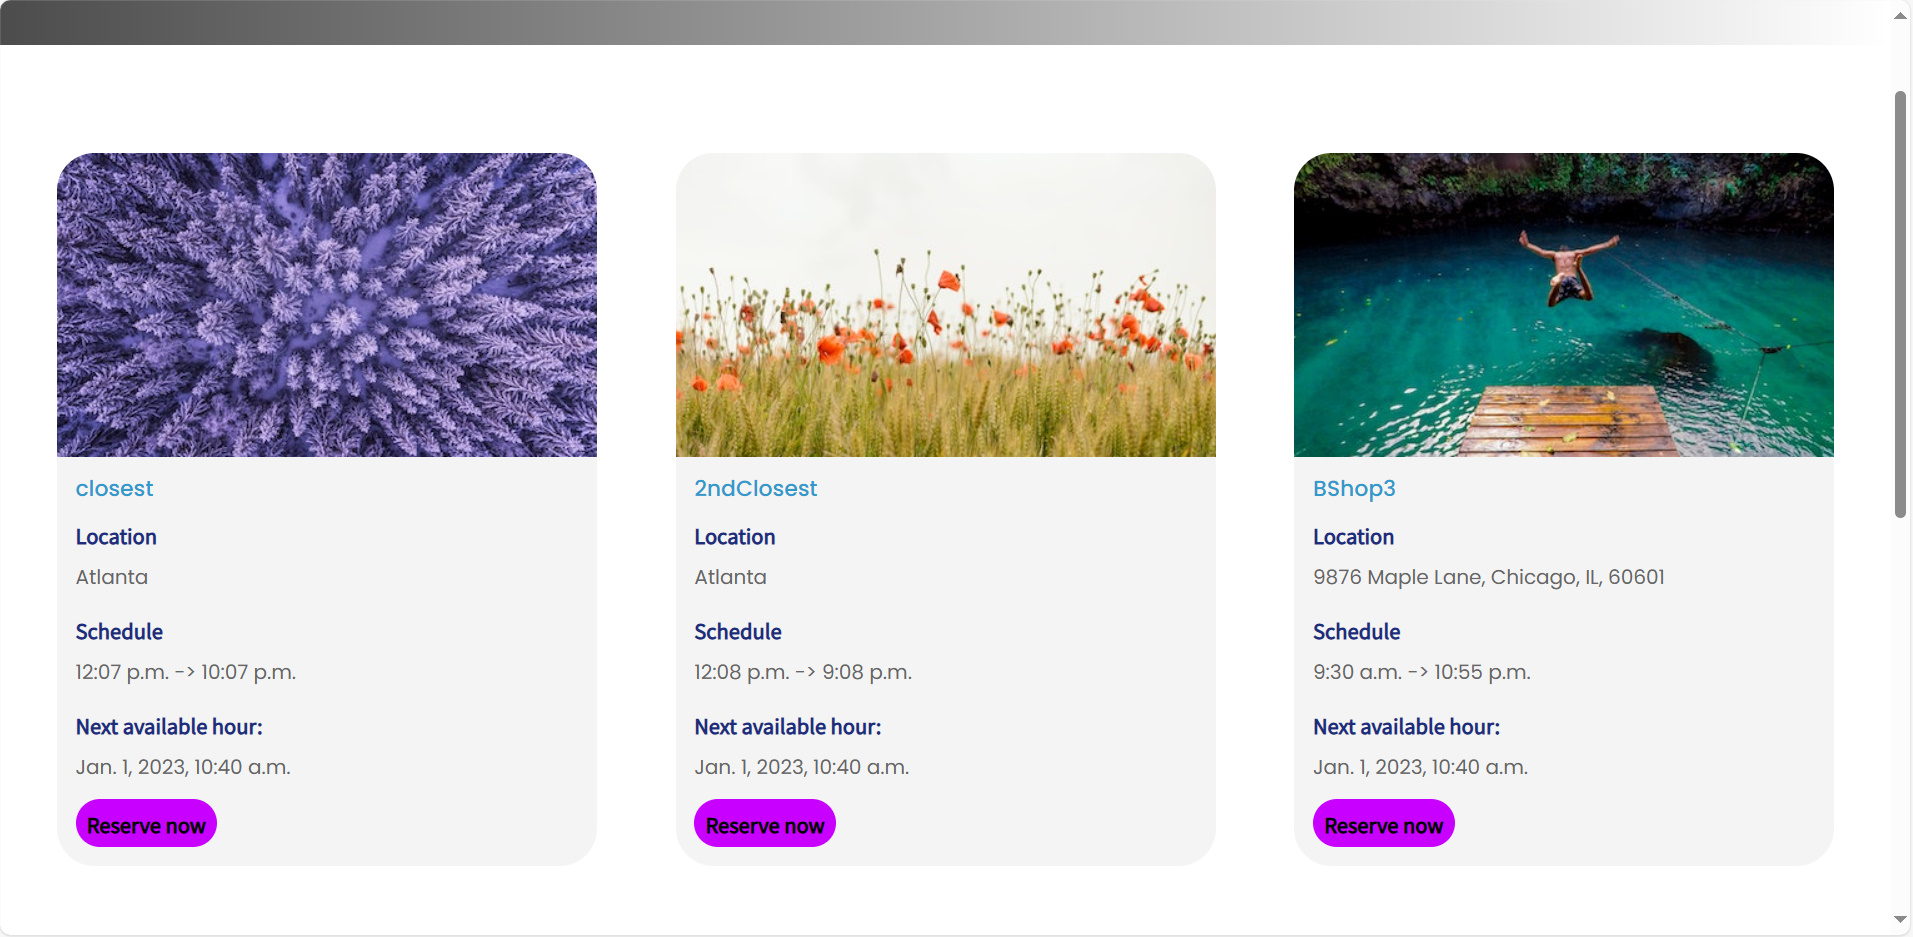 closest
Location
Atlanta
Schedule
12:07 p.m. -> 10:07 p.m.
Next available hour:
Jan. 1, 2023, 10:40 a.m.
Reserve now
2ndClosest
Location
Atlanta
Schedule
12:08 p.m. -> 9:08 p.m.
Next available hour:
Jan. 1, 2023, 10:40 a.m.
Reserve now
BShop3
Location
9876 Maple Lane, Chicago, IL, 60601
Schedule
9:30 a.m. -> 10:55 p.m.
Next available hour:
Jan. 1, 2023, 10:40 a.m.
Reserve now